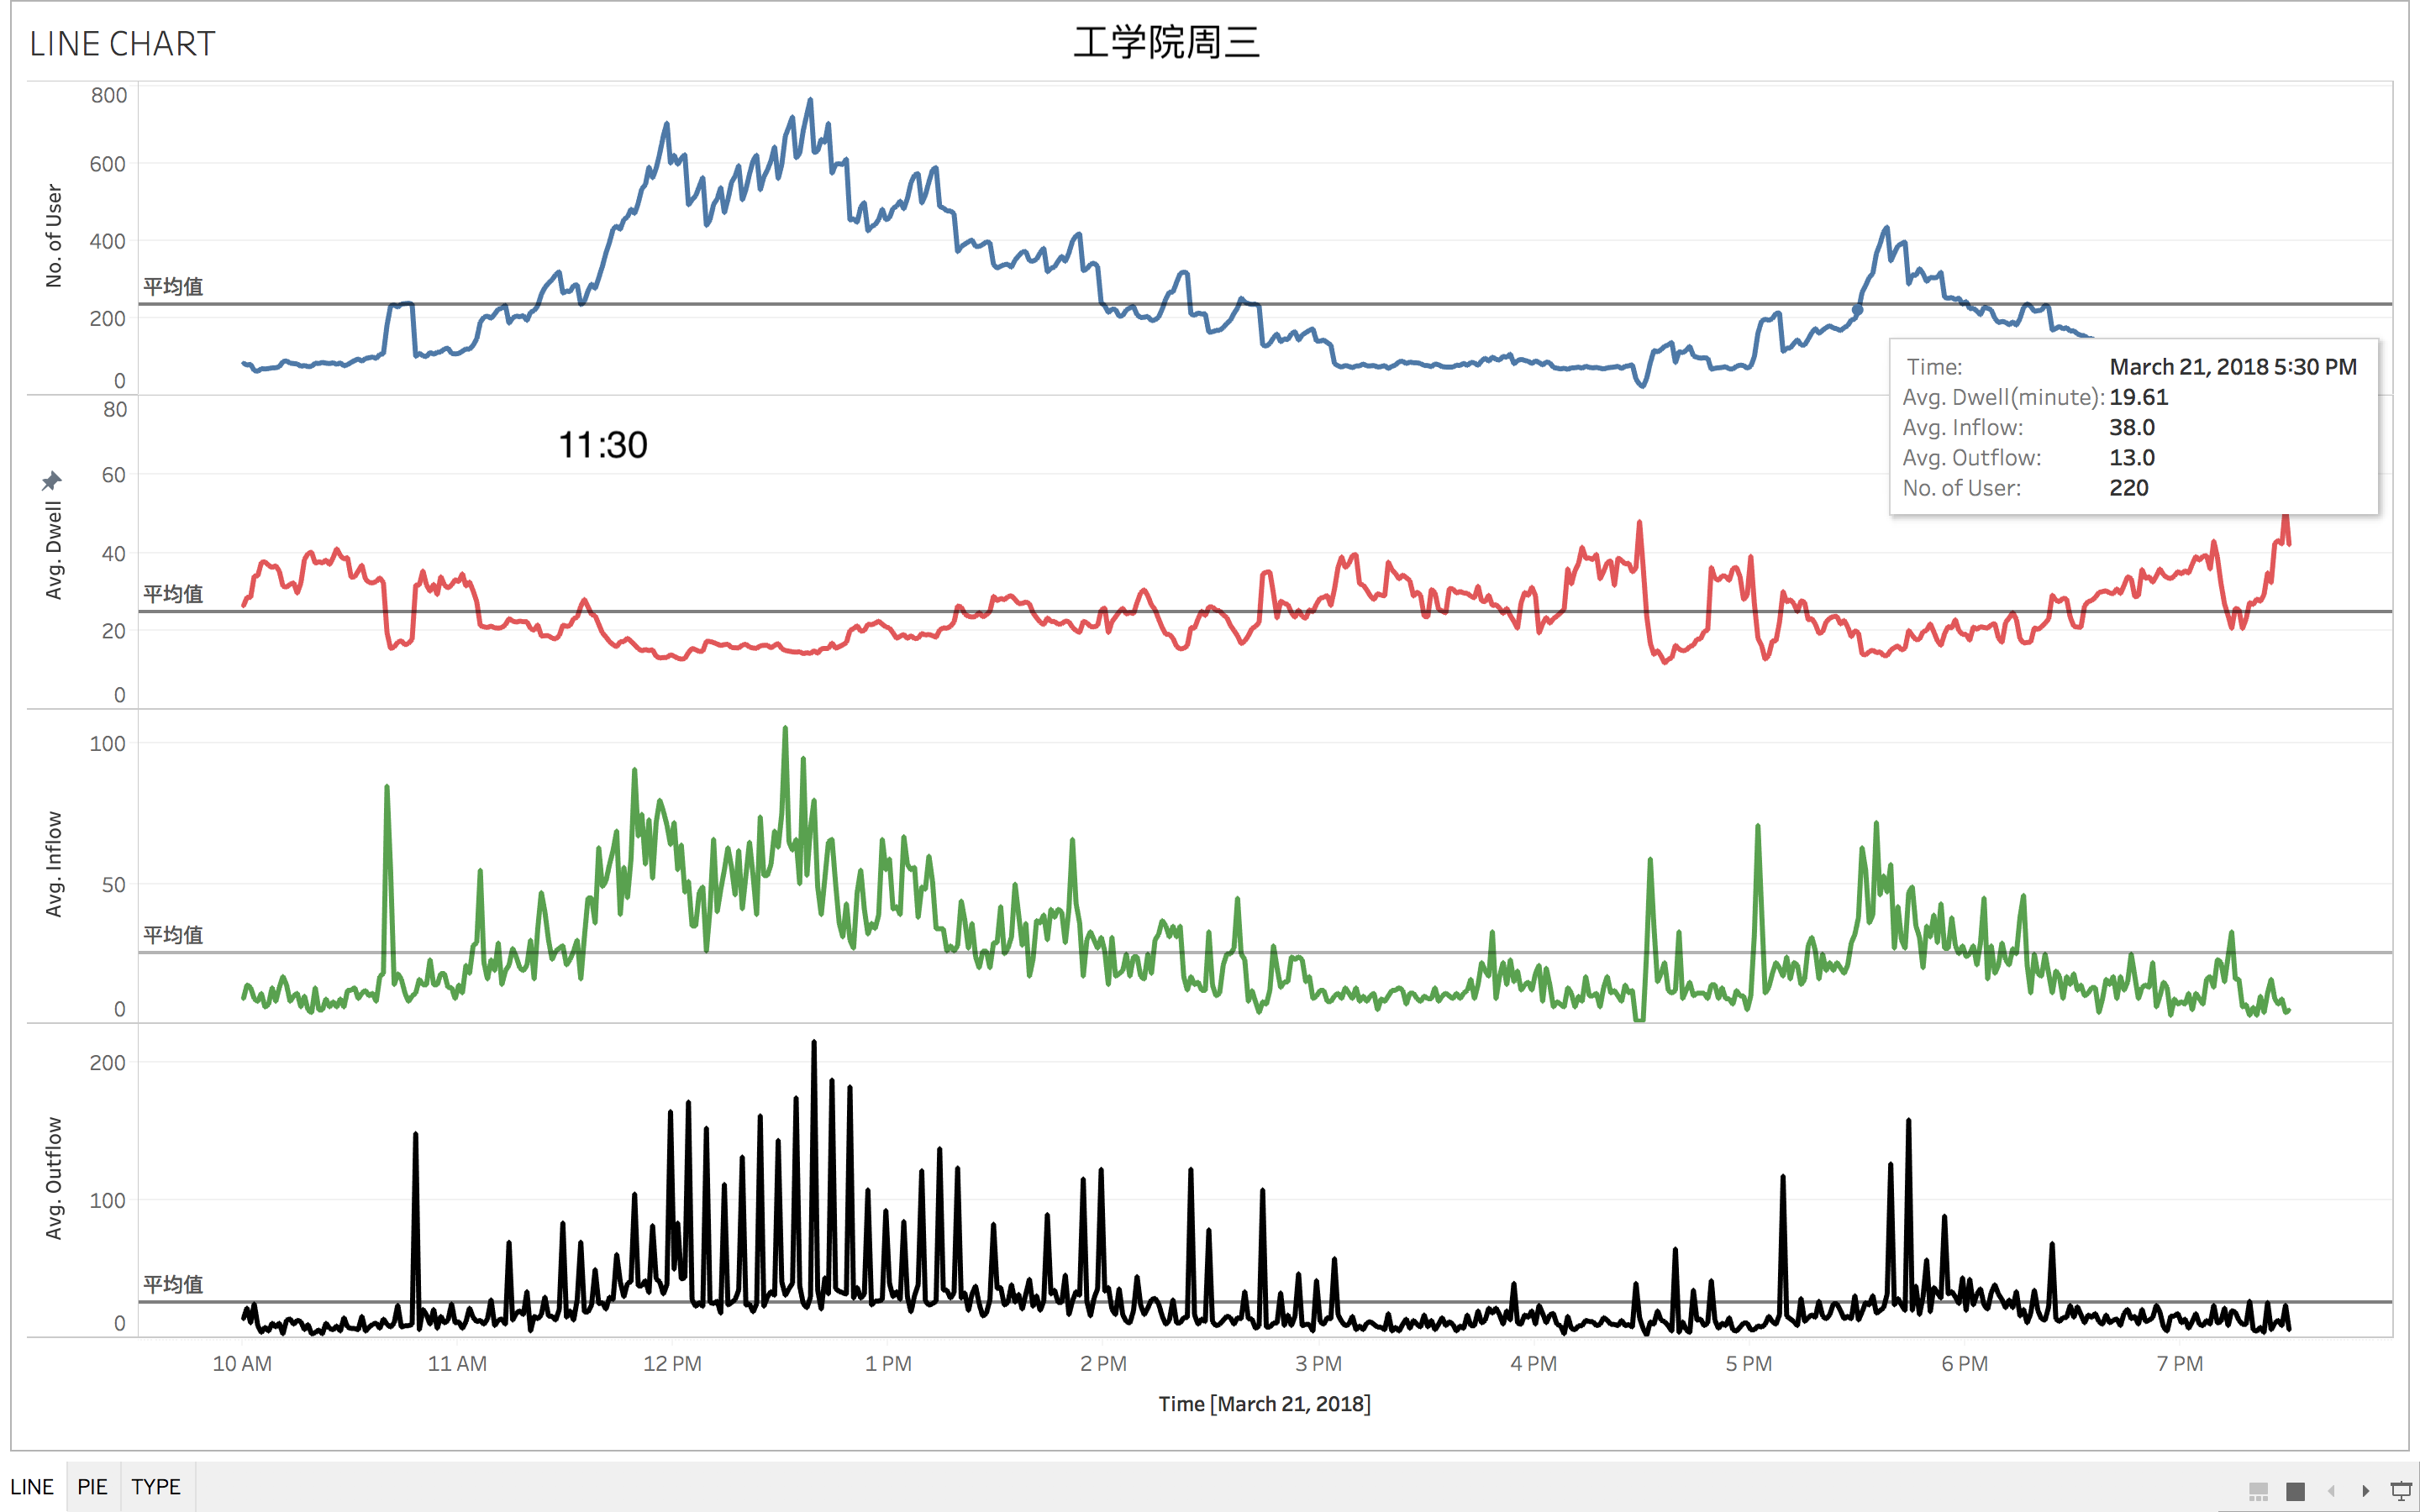 LINE CHART
工学院周三
No. of User
800
600
400
200
0
平均值
Time: March 21, 2018 5:30 PM
Avg. Dwell(minute): 19.61
Avg. Inflow: 38.0
Avg. Outflow: 13.0
No. of User: 220
Avg. Dwell
80
60
40
20
0
平均值
11:30
Avg. Inflow
100
50
0
平均值
Avg. Outflow
200
100
0
平均值
10 AM 11 AM 12 PM 1 PM 2 PM 3 PM 4 PM 5 PM 6 PM 7 PM
Time [March 21, 2018]
LINE PIE TYPE